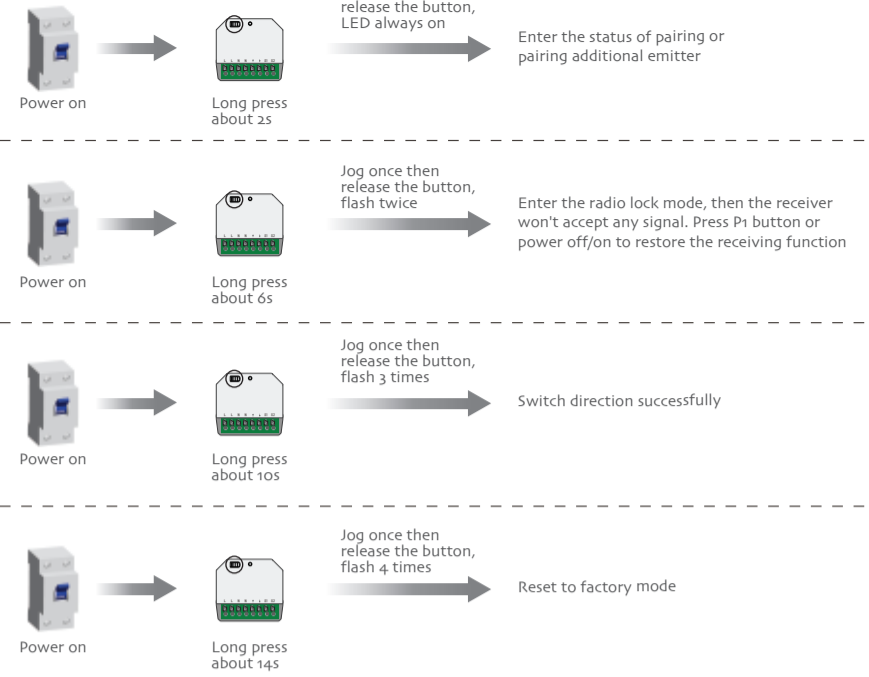 release the button,
LED always on
Enter the status of pairing or
pairing additional emitter
Power on
Long press
about 2s
Jog once then
release the button,
flash twice
Enter the radio lock mode, then the receiver
won't accept any signal. Press P1 button or
power off/on to restore the receiving function
Power on
Long press
about 6s
Jog once then
release the button,
flash 3 times
Switch direction successfully
Power on
Long press
about 10s
Jog once then
release the button,
flash 4 times
Reset to factory mode
Power on
Long press
about 14s